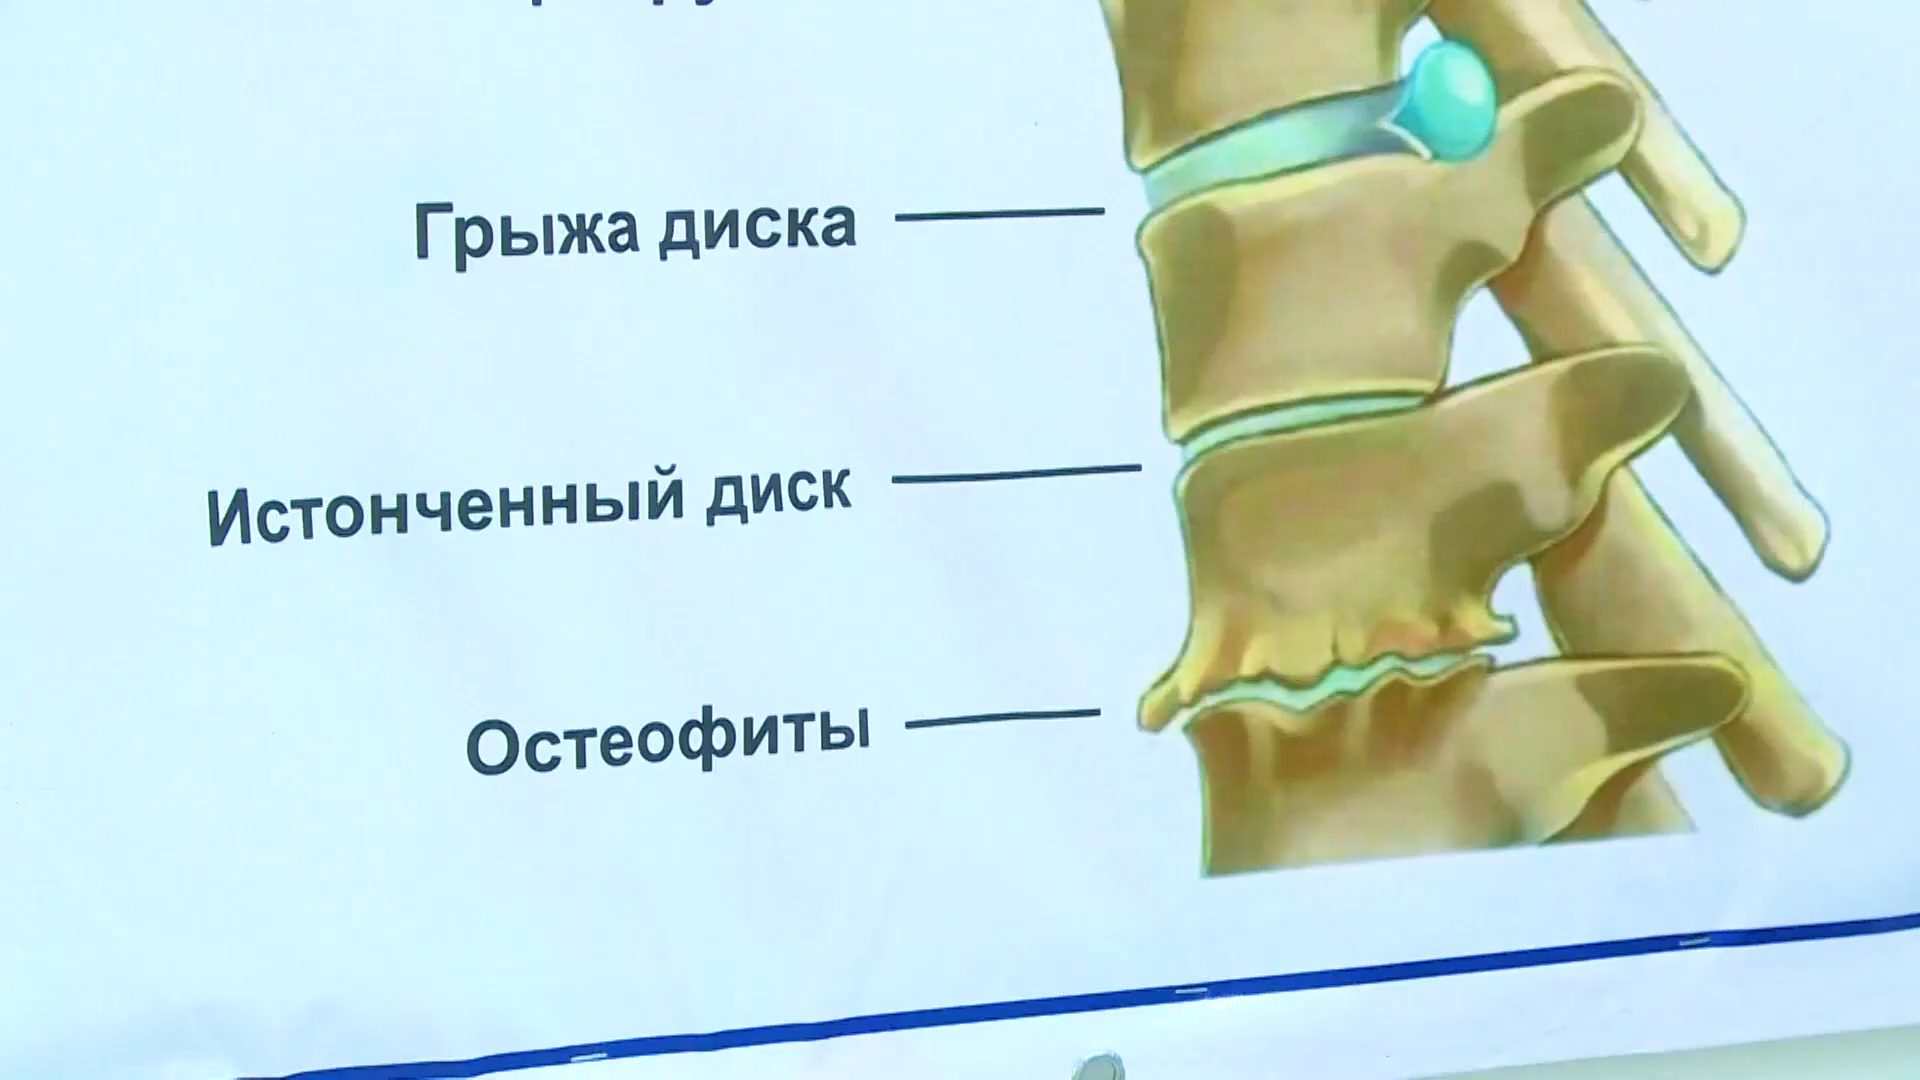 Грыжа диска
Истонченный диск
Остеофиты